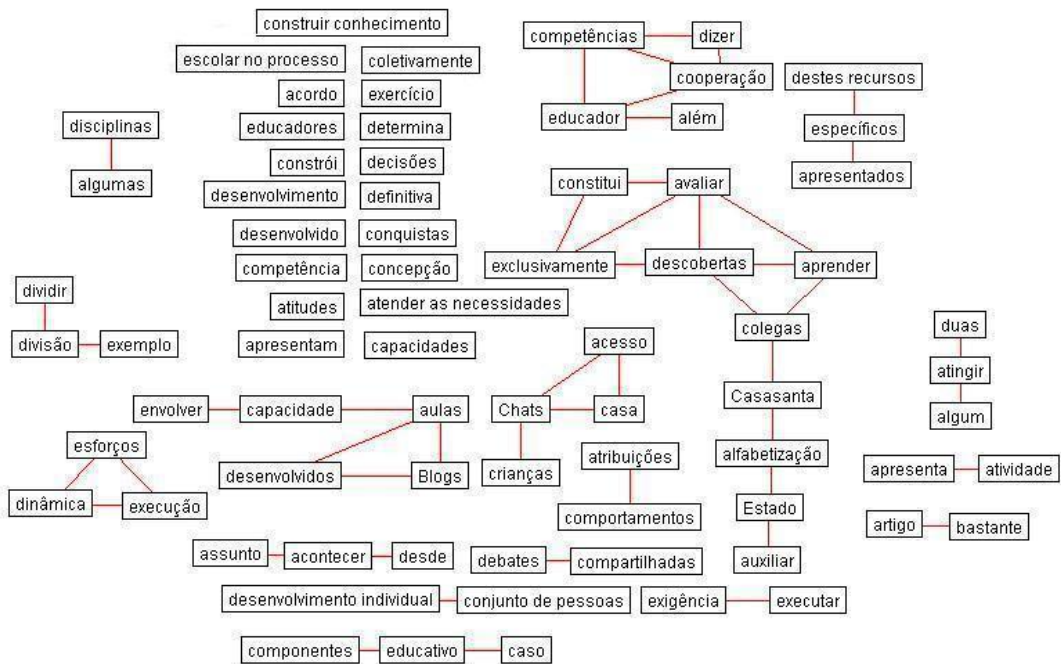 construir conhecimento
competências
dizer
escolar no processo
coletivamente
cooperação
destes recursos
acordo
exercício
disciplinas
educadores
determina
educador
além
específicos
constrói
decisões
algumas
constitui
avaliar
apresentados
desenvolvimento
definitiva
desenvolvido
conquistas
exclusivamente
descobertas
aprender
competência
concepção
dividir
atitudes
atender as necessidades
colegas
duas
divisão
exemplo
apresentam
capacidades
acesso
atingir
Casasanta
envolver
capacidade
aulas
Chats
casa
algum
esforços
atribuições
alfabetização
desenvolvidos
Blogs
crianças
apresenta
atividade
dinâmica
execução
comportamentos
Estado
artigo
bastante
assunto
acontecer
desde
debates
compartilhadas
auxiliar
desenvolvimento individual
conjunto de pessoas
exigência
executar
componentes
educativo
caso